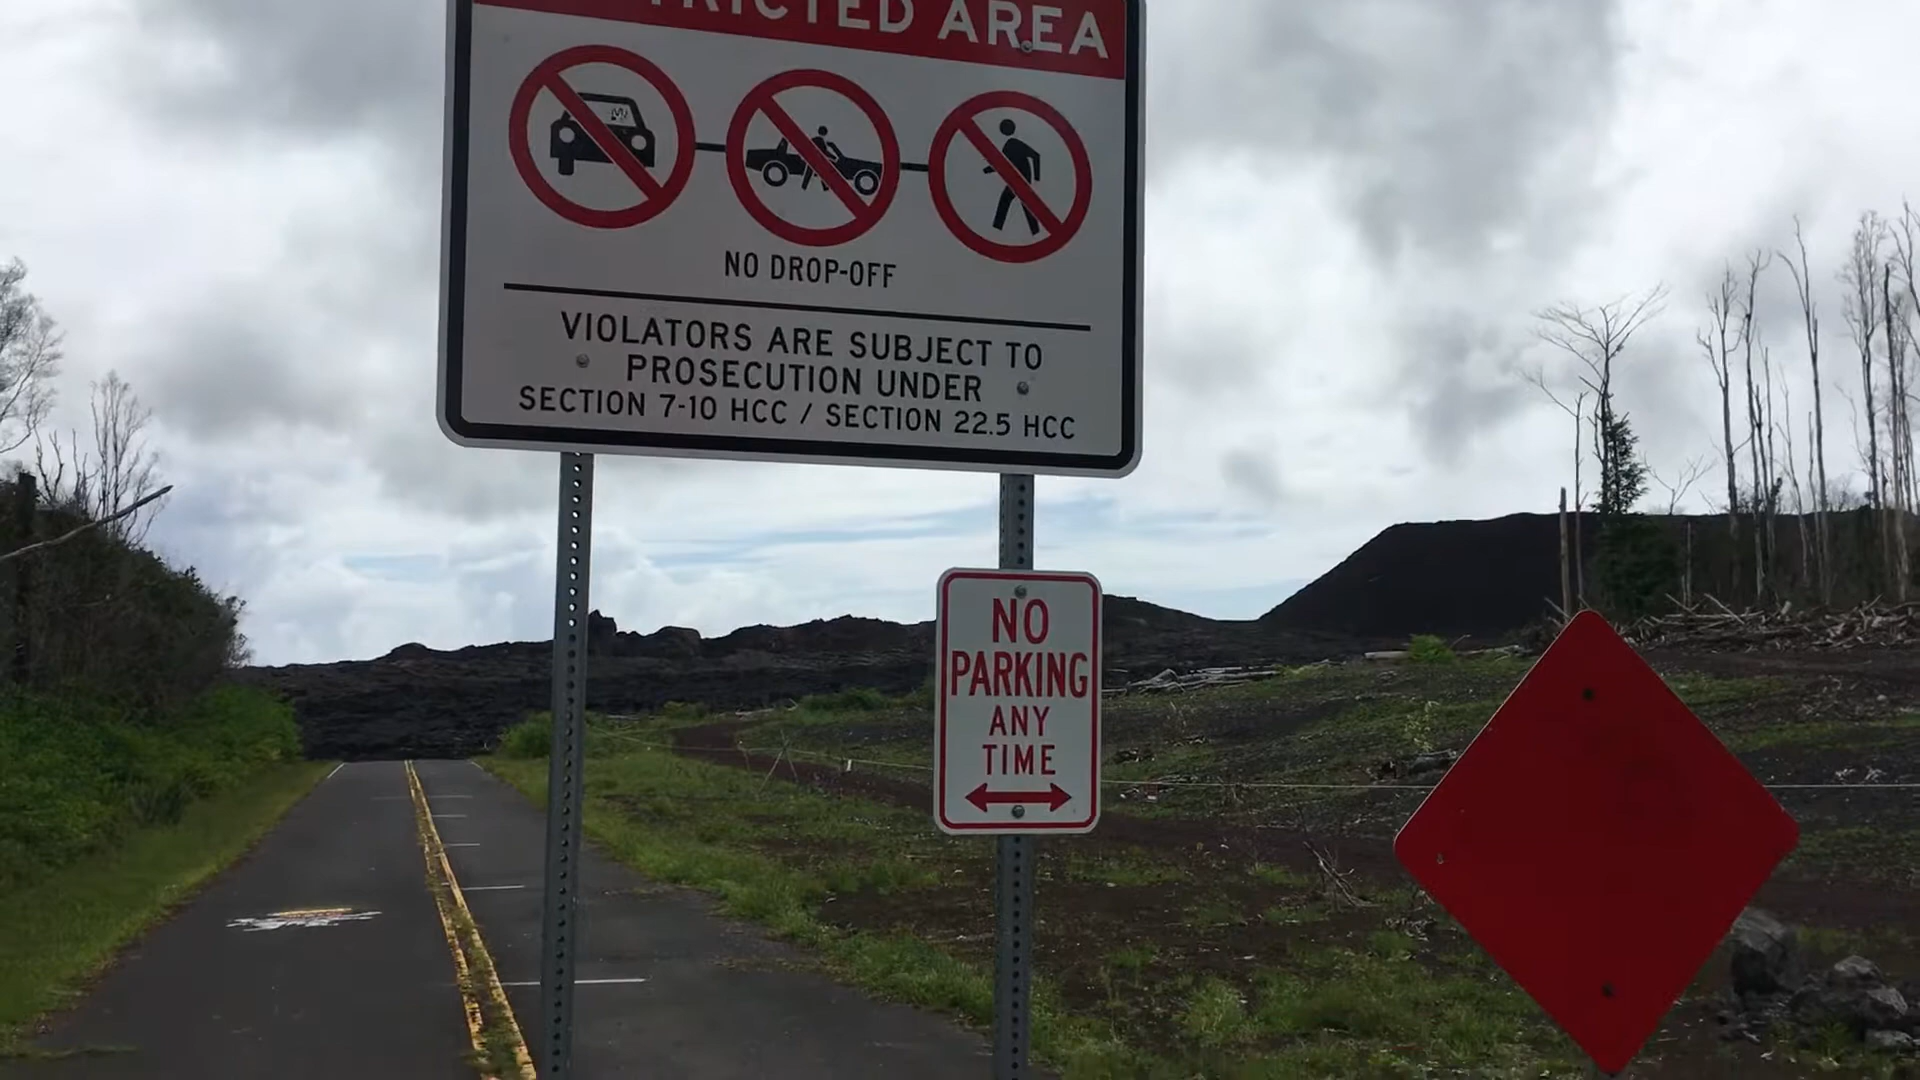 AREA
NO DROP-OFF
VIOLATORS ARE SUBJECT TO
PROSECUTION UNDER
SECTION 7-10 HCC / SECTION 22.5 HCC
NO
PARKING
ANY
TIME